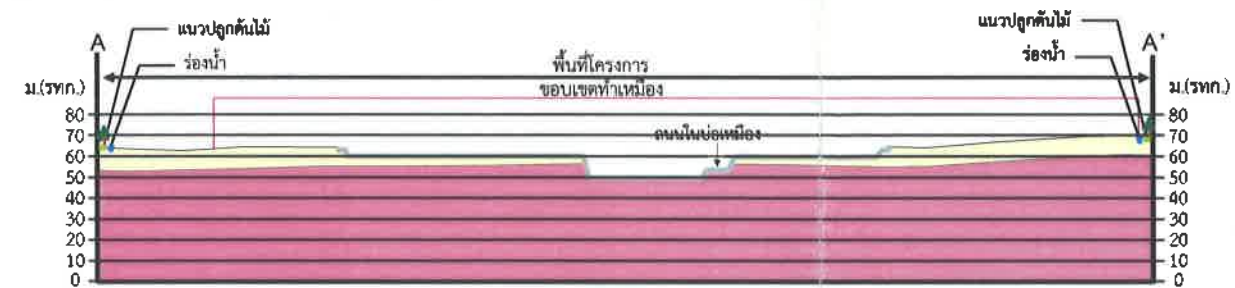 แนวปลูกต้นไม้
แนวปลูกต้นไม้
A
A'
ร่องน้ำ
ร่องน้ำ
พื้นที่โครงการ
ม.(รทก.)
ขอบเขตทำเหมือง
ม.(รทก.)
80
80
70
ถนนในบ่อเหมือง
70
60
60
50
50
40
40
30
30
20
20
10
10
0
0